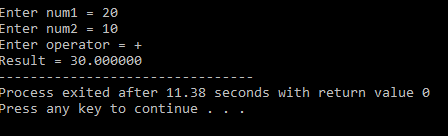 Enter num1 = 20
Enter num2 = 10
Enter operator = +
Result = 30.000000
--------------------------------
Process exited after 11.38 seconds with return value 0
Press any key to continue . . .